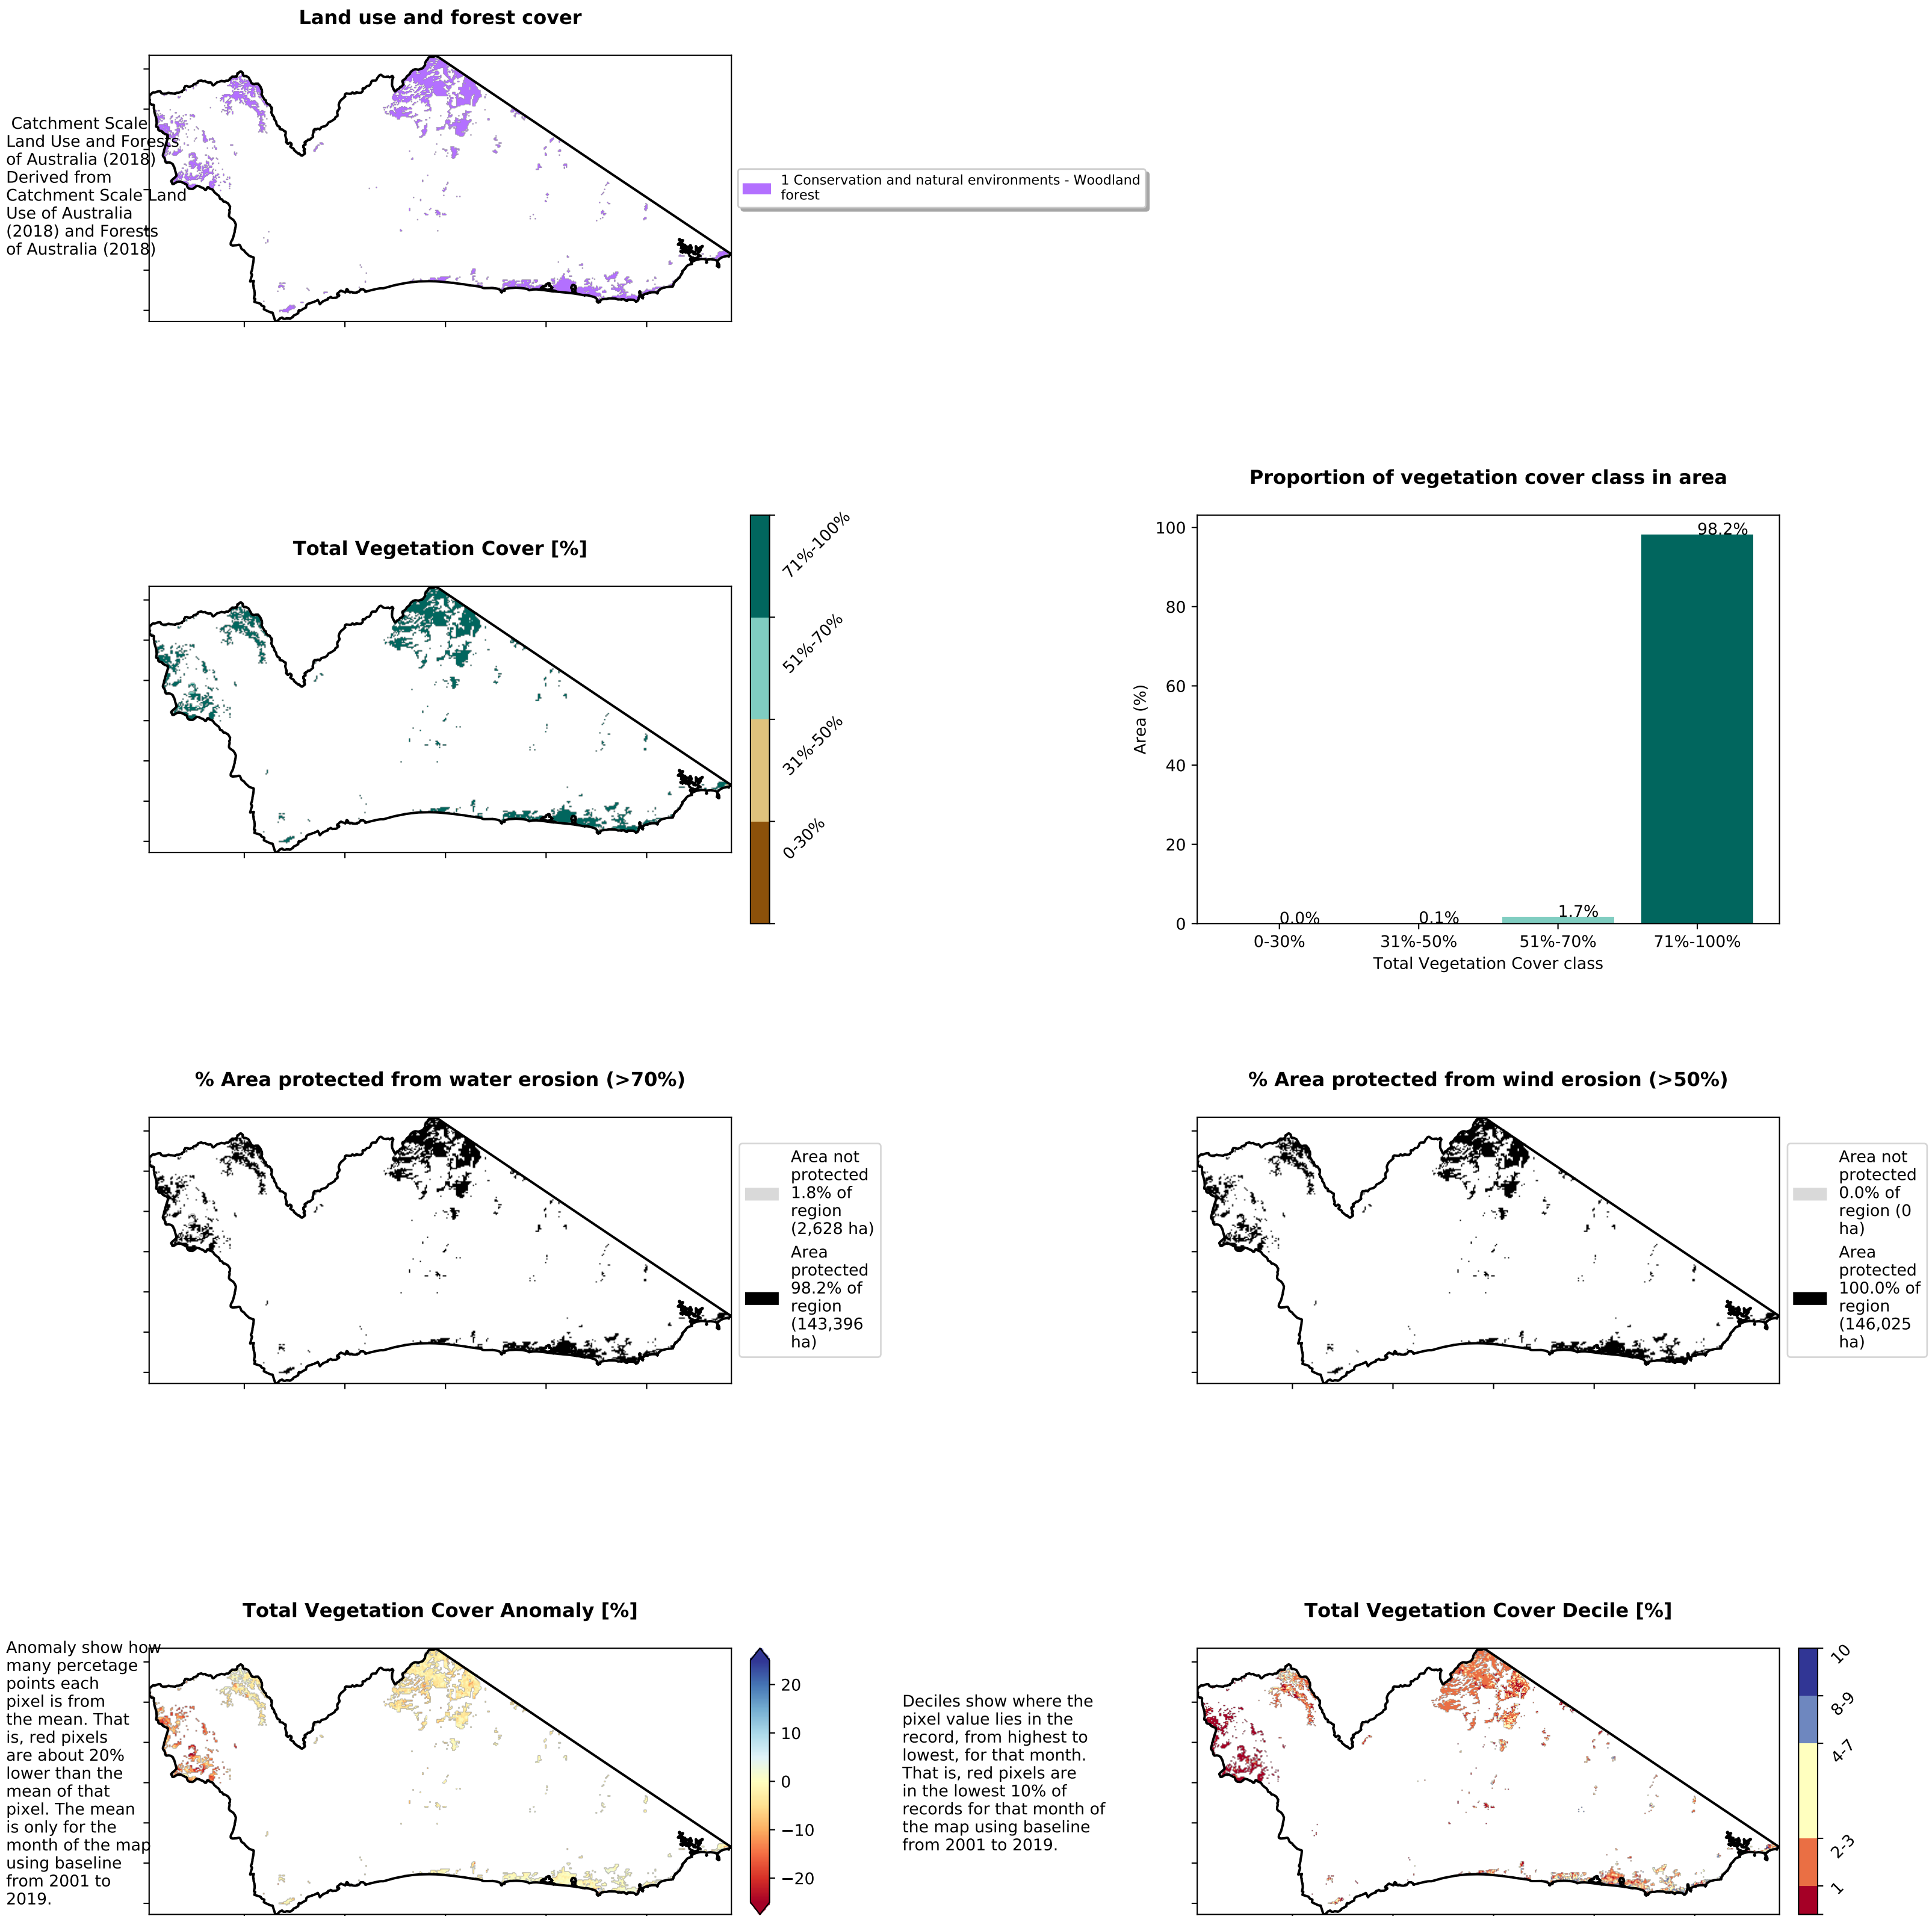 Land use and forest cover
Catchment Scale
Land Use and Forests
of Australia (2018)
Derived from
Catchment Scale Land
Use of Australia
(2018) and Forests
of Australia (2018)
1 Conservation and natural environments - Woodland
forest
Total Vegetation Cover [%]
71%-100%
51%-70%
31%-50%
0-30%
Proportion of vegetation cover class in area
100
80
60
40
20
0
Area (%)
0.0%
0.1%
1.7%
98.2%
0-30%
31%-50%
51%-70%
71%-100%
Total Vegetation Cover class
% Area protected from water erosion (>70%)
Area not
protected
1.8% of
region
(2,628 ha)
Area
protected
98.2% of
region
(143,396
ha)
% Area protected from wind erosion (>50%)
Area not
protected
0.0% of
region (0
ha)
Area
protected
100.0% of
region
(146,025
ha)
Total Vegetation Cover Anomaly [%]
Anomaly show how
many percetage
points each
pixel is from
the mean. That
is, red pixels
are about 20%
lower than the
mean of that
pixel. The mean
is only for the
month of the map
using baseline
from 2001 to
2019.
20
10
0
−10
−20
Total Vegetation Cover Decile [%]
Deciles show where the
pixel value lies in the
record, from highest to
lowest, for that month.
That is, red pixels are
in the lowest 10% of
records for that month of
the map using baseline
from 2001 to 2019.
10
8-9
4-7
2-3
1